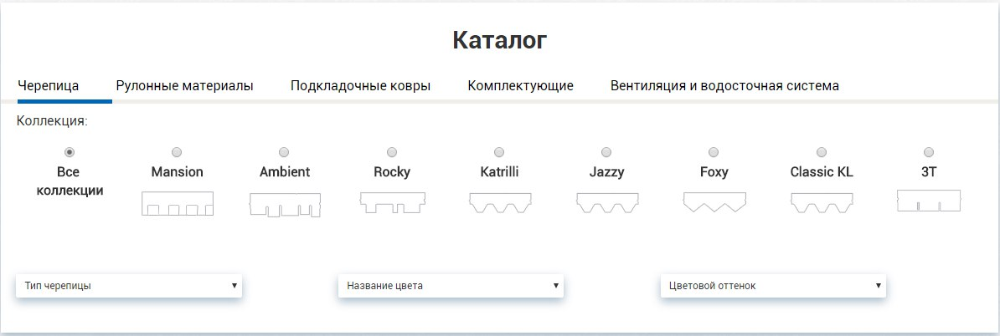 Каталог
Черепица Рулонные материалы Подкладочные ковры Комплектующие Вентиляция и водосточная система
Коллекция:
Все коллекции Mansion Ambient Rocky Katrilli Jazzy Foxy Classic KL 3T
Тип черепицы Название цвета Цветовой оттенок